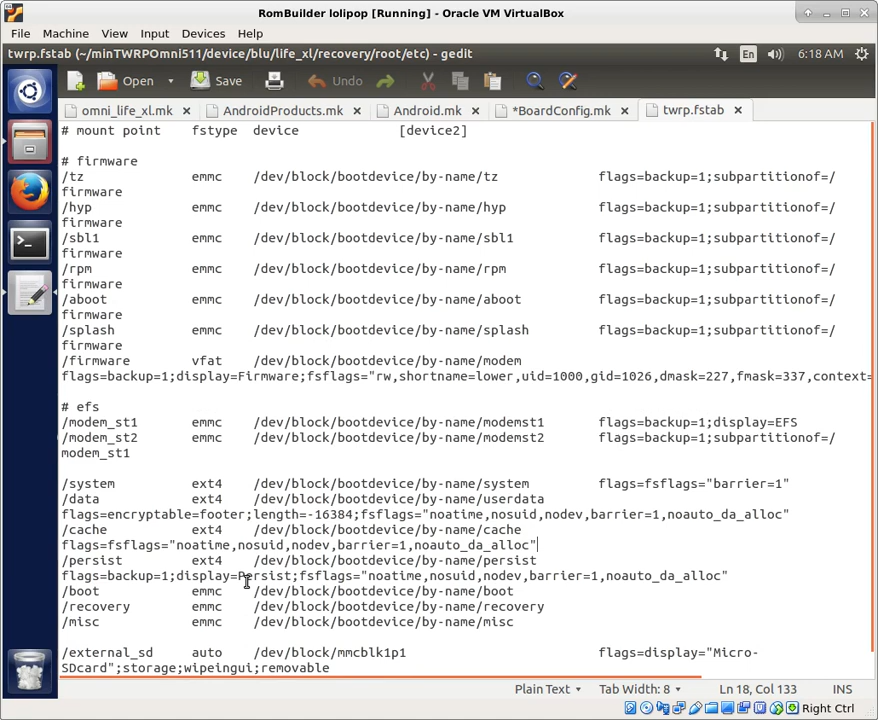 RomBuilder lolipop [Running] - Oracle VM VirtualBox
File Machine View Input Devices Help
twrp.fstab (~/minTWRPOmni511/device/blu/life_xl/recovery/root/etc) - gedit
En 6:18 AM
Open Save Undo
omni_life_xl.mk AndroidProducts.mk Android.mk *BoardConfig.mk twrp.fstab
# mount point fstype device [device2]
# firmware
/tz emmc /dev/block/bootdevice/by-name/tz flags=backup=1;subpartitionof=/
firmware
/hyp emmc /dev/block/bootdevice/by-name/hyp flags=backup=1;subpartitionof=/
firmware
/sbl1 emmc /dev/block/bootdevice/by-name/sbl1 flags=backup=1;subpartitionof=/
firmware
/rpm emmc /dev/block/bootdevice/by-name/rpm flags=backup=1;subpartitionof=/
firmware
/aboot emmc /dev/block/bootdevice/by-name/aboot flags=backup=1;subpartitionof=/
firmware
/splash emmc /dev/block/bootdevice/by-name/splash flags=backup=1;subpartitionof=/
firmware
/firmware vfat /dev/block/bootdevice/by-name/modem
flags=backup=1;display=Firmware;fsflags="rw,shortname=lower,uid=1000,gid=1026,dmask=227,fmask=337,context=
# efs
/modem_st1 emmc /dev/block/bootdevice/by-name/modemst1 flags=backup=1;display=EFS
/modem_st2 emmc /dev/block/bootdevice/by-name/modemst2 flags=backup=1;subpartitionof=/
modem_st1
/system ext4 /dev/block/bootdevice/by-name/system flags=fsflags="barrier=1"
/data ext4 /dev/block/bootdevice/by-name/userdata
flags=encryptable=footer;length=-16384;fsflags="noatime,nosuid,nodev,barrier=1,noauto_da_alloc"
/cache ext4 /dev/block/bootdevice/by-name/cache
flags=fsflags="noatime,nosuid,nodev,barrier=1,noauto_da_alloc"
/persist ext4 /dev/block/bootdevice/by-name/persist
flags=backup=1;display=Persist;fsflags="noatime,nosuid,nodev,barrier=1,noauto_da_alloc"
/boot emmc /dev/block/bootdevice/by-name/boot
/recovery emmc /dev/block/bootdevice/by-name/recovery
/misc emmc /dev/block/bootdevice/by-name/misc
/external_sd auto /dev/block/mmcblk1p1 flags=display="Micro-
SDcard";storage;wipeingui;removable
Plain Text Tab Width: 8 Ln 18, Col 133 INS
Right Ctrl